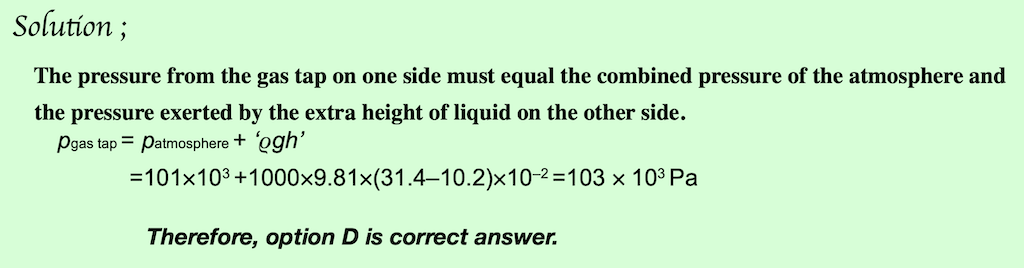 Solution ;
The pressure from the gas tap on one side must equal the combined pressure of the atmosphere and
the pressure exerted by the extra height of liquid on the other side.
pgas tap = patmosphere + ‘ϱgh’
=101×10³ +1000×9.81×(31.4–10.2)×10⁻² =103 × 10³ Pa
Therefore, option D is correct answer.